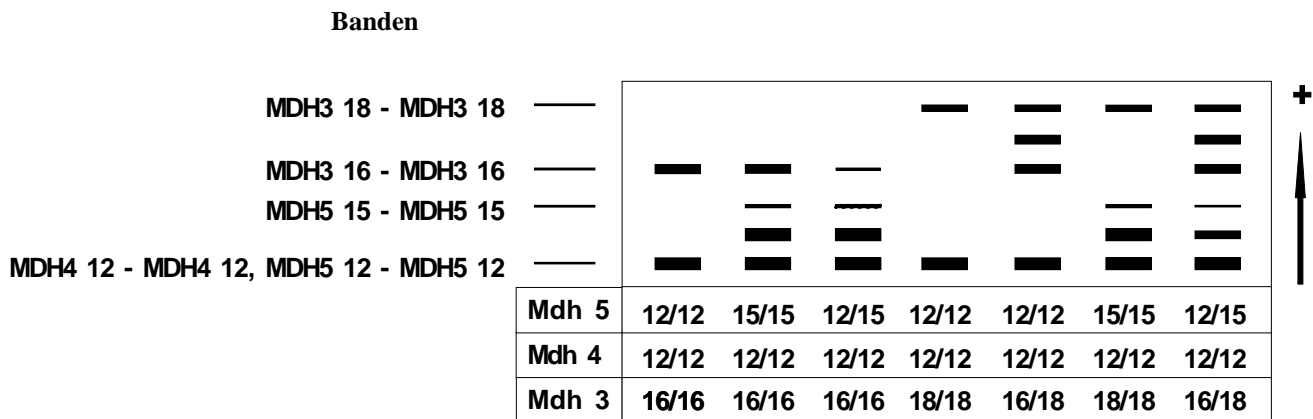 Banden
MDH3 18 - MDH3 18
+
MDH3 16 - MDH3 16
MDH5 15 - MDH5 15
MDH4 12 - MDH4 12, MDH5 12 - MDH5 12
Mdh 5 12/12 15/15 12/15 12/12 12/12 15/15 12/15
Mdh 4 12/12 12/12 12/12 12/12 12/12 12/12 12/12
Mdh 3 16/16 16/16 16/16 18/18 16/18 18/18 16/18